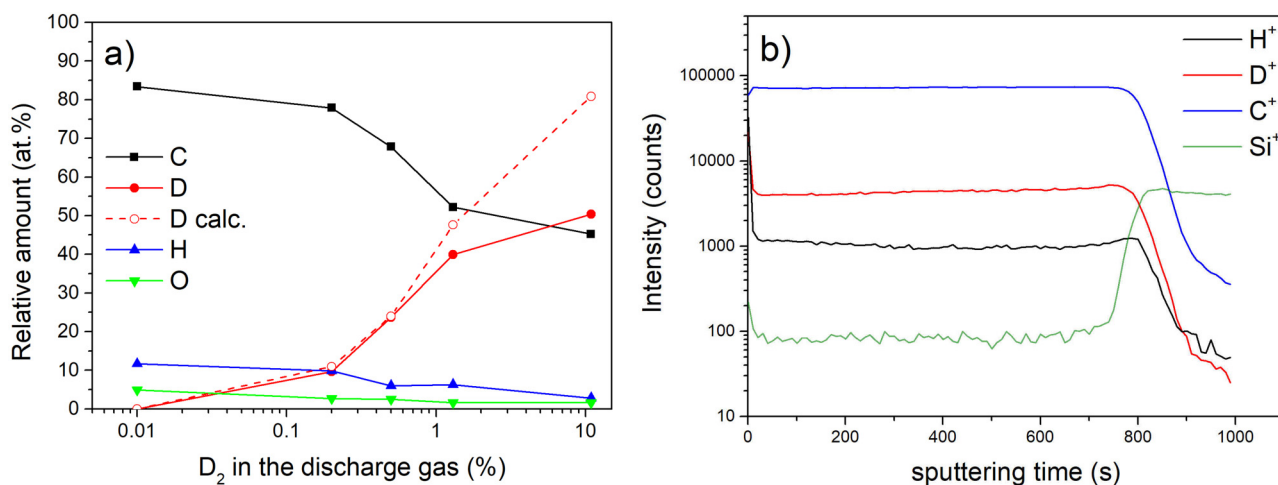 a)
Relative amount (at.%)
100
90
80
70
60
50
40
30
20
10
0
C
D
D calc.
H
O
0.01
0.1
1
10
D₂ in the discharge gas (%)
b)
Intensity (counts)
100000
10000
1000
100
10
H⁺
D⁺
C⁺
Si⁺
0
200
400
600
800
1000
sputtering time (s)